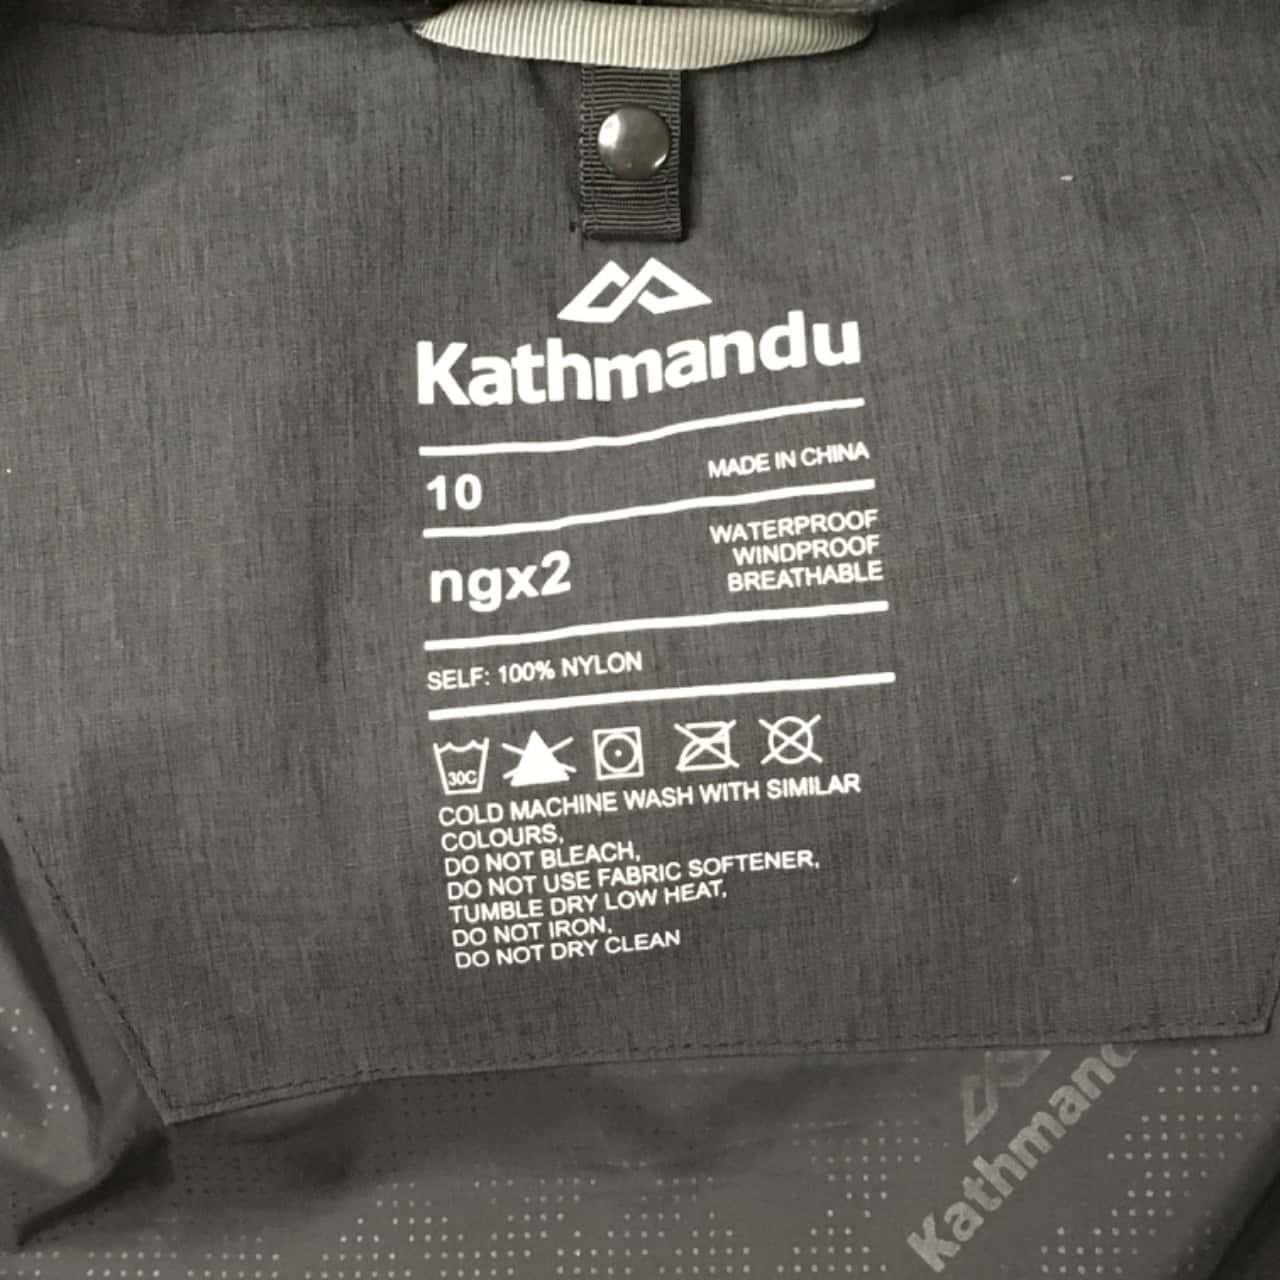 Kathmandu
10
MADE IN CHINA
ngx2
WATERPROOF
WINDPROOF
BREATHABLE
SELF: 100% NYLON
30C
COLD MACHINE WASH WITH SIMILAR
COLOURS,
DO NOT BLEACH,
DO NOT USE FABRIC SOFTENER,
TUMBLE DRY LOW HEAT,
DO NOT IRON,
DO NOT DRY CLEAN
Kathmand